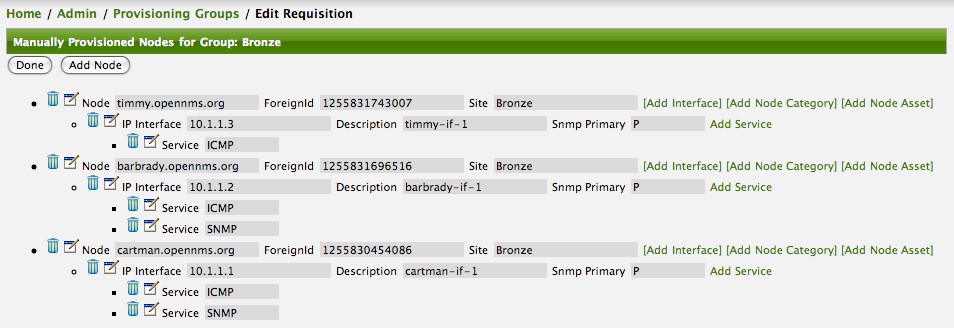 Home / Admin / Provisioning Groups / Edit Requisition
Manually Provisioned Nodes for Group: Bronze
Done Add Node
Node timmy.opennms.org ForeignId 1255831743007 Site Bronze [Add Interface] [Add Node Category] [Add Node Asset]
IP Interface 10.1.1.3 Description timmy-if-1 Snmp Primary P Add Service
Service ICMP
Node barbrady.opennms.org ForeignId 1255831696516 Site Bronze [Add Interface] [Add Node Category] [Add Node Asset]
IP Interface 10.1.1.2 Description barbrady-if-1 Snmp Primary P Add Service
Service ICMP
Service SNMP
Node cartman.opennms.org ForeignId 1255830454086 Site Bronze [Add Interface] [Add Node Category] [Add Node Asset]
IP Interface 10.1.1.1 Description cartman-if-1 Snmp Primary P Add Service
Service ICMP
Service SNMP